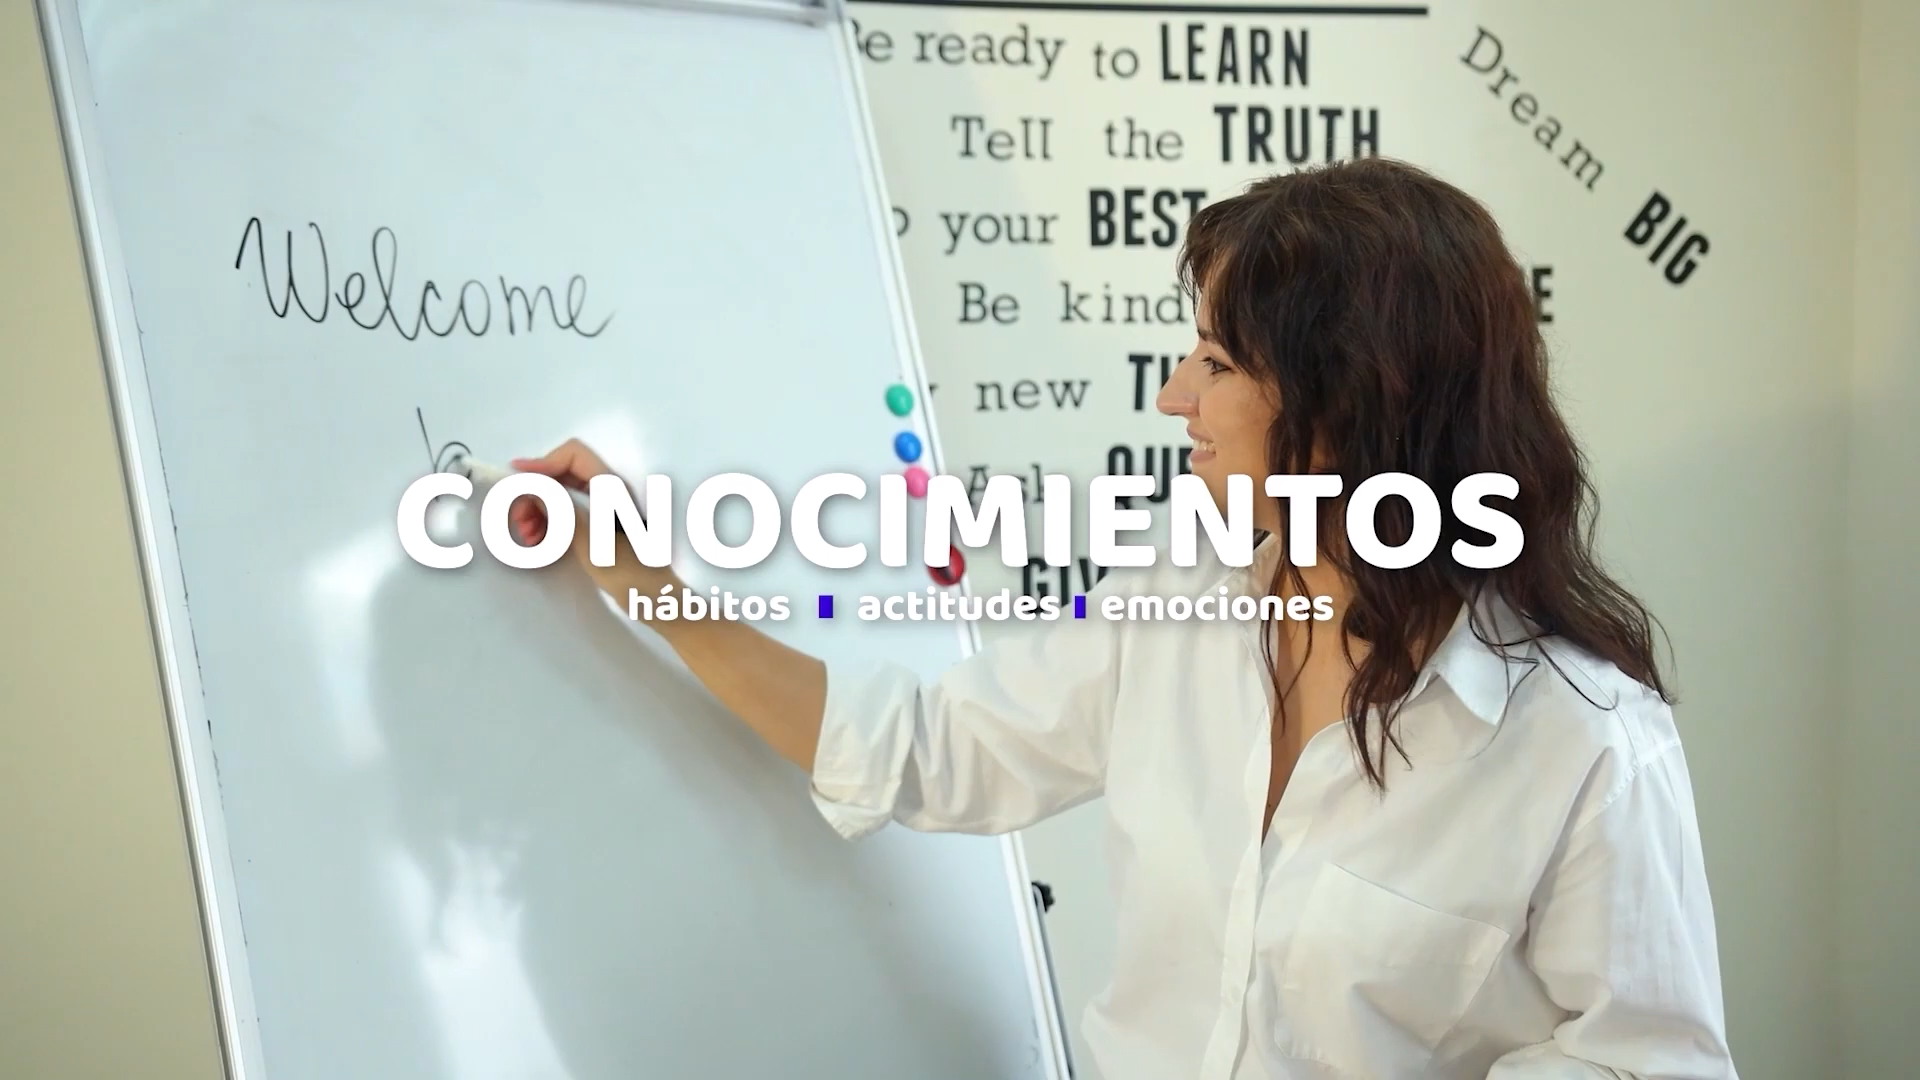 Be ready to LEARN
Tell the TRUTH
your BEST
Be kind
new
Ask
Dream BIG
Welcome
CONOCIMIENTOS
hábitos actitudes emociones